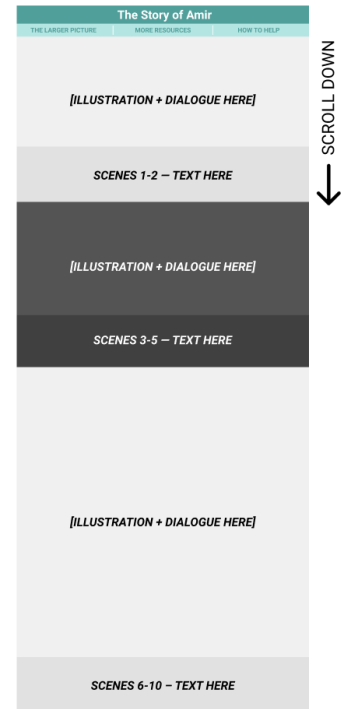 The Story of Amir
THE LARGER PICTURE MORE RESOURCES HOW TO HELP
[ILLUSTRATION + DIALOGUE HERE]
SCENES 1-2 — TEXT HERE
[ILLUSTRATION + DIALOGUE HERE]
SCENES 3-5 — TEXT HERE
[ILLUSTRATION + DIALOGUE HERE]
SCENES 6-10 – TEXT HERE
SCROLL DOWN